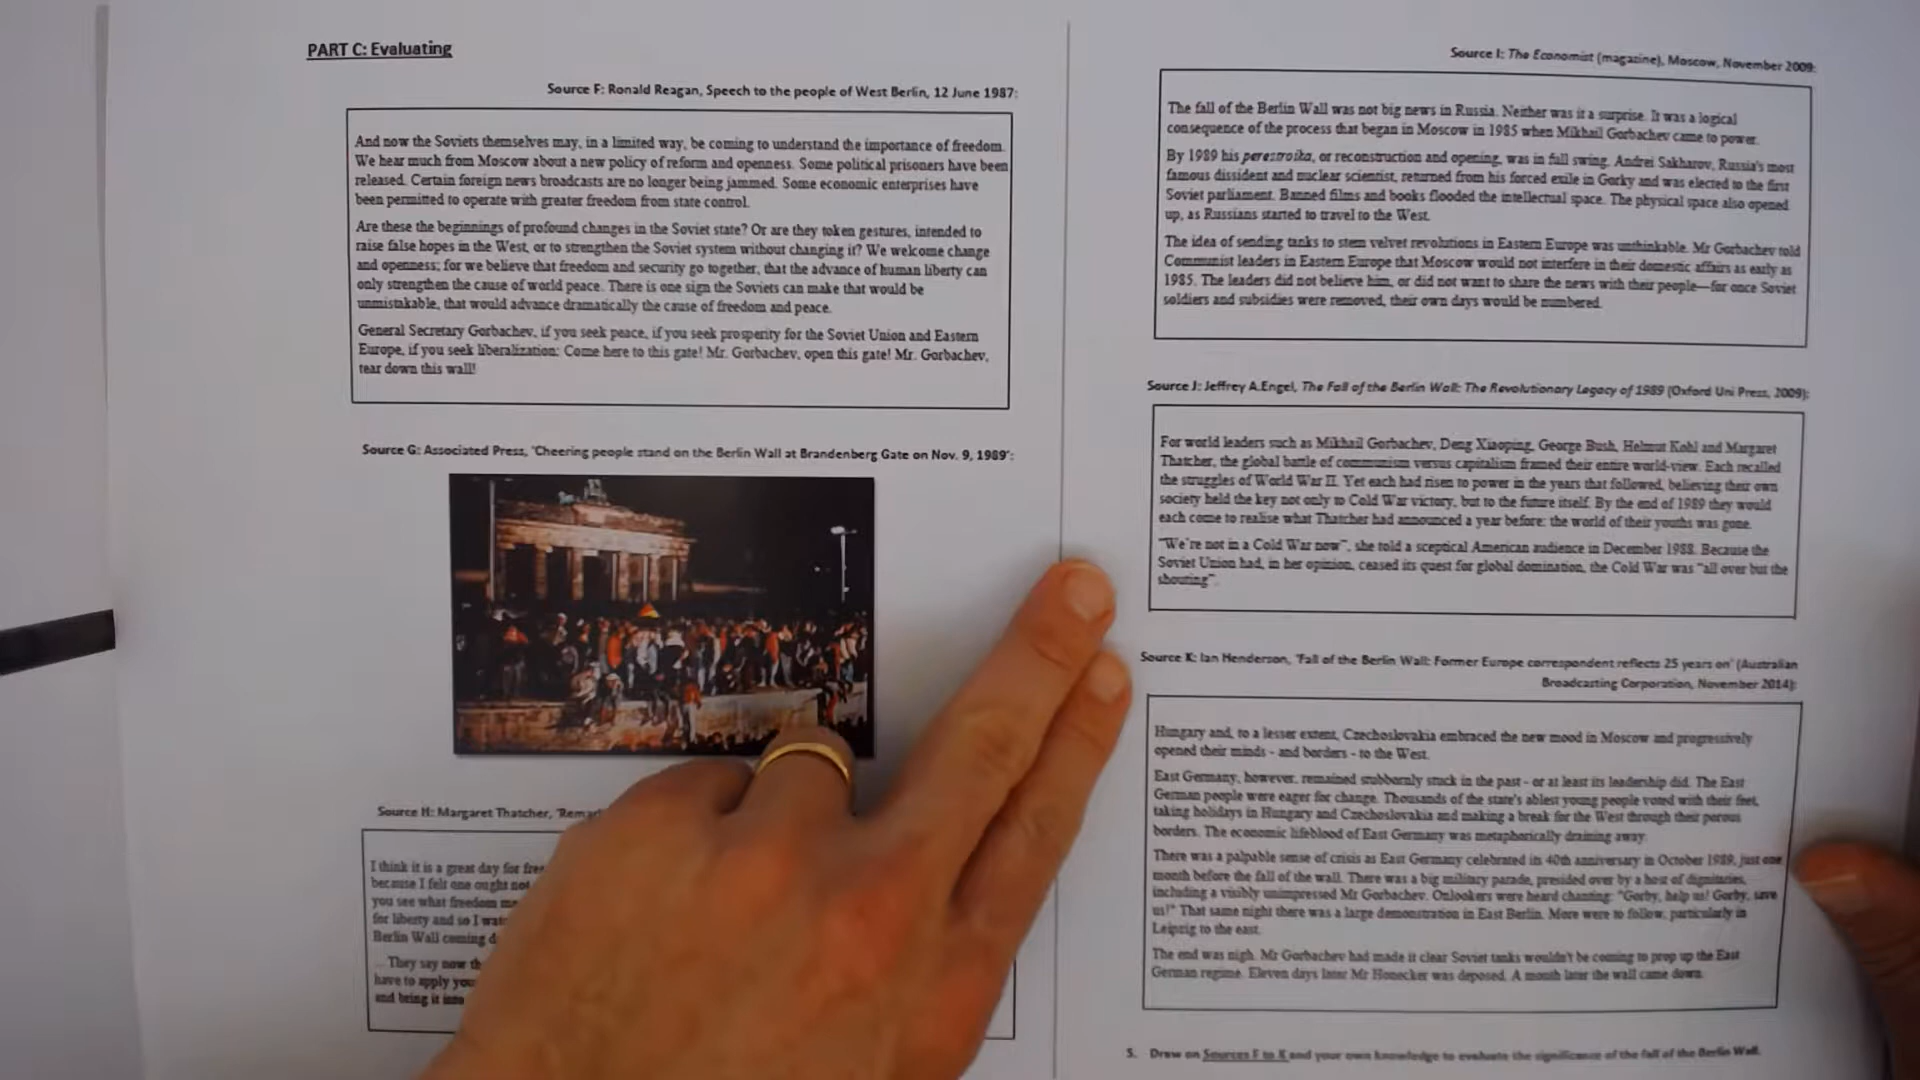 PART C: Evaluating
Source F: Ronald Reagan, Speech to the people of West Berlin, 12 June 1987:
And now the Soviets themselves may, in a limited way, be coming to understand the importance of freedom.
We hear much from Moscow about a new policy of reform and openness. Some political prisoners have been
released. Certain foreign news broadcasts are no longer being jammed. Some economic enterprises have
been permitted to operate with greater freedom from state control.
Are these the beginnings of profound changes in the Soviet state? Or are they token gestures, intended to
raise false hopes in the West, or to strengthen the Soviet system without changing it? We welcome change
and openness; for we believe that freedom and security go together, that the advance of human liberty can
only strengthen the cause of world peace. There is one sign the Soviets can make that would be
unmistakable, that would advance dramatically the cause of freedom and peace.
General Secretary Gorbachev, if you seek peace, if you seek prosperity for the Soviet Union and Eastern
Europe, if you seek liberalization: Come here to this gate! Mr. Gorbachev, open this gate! Mr. Gorbachev,
tear down this wall!
Source G: Associated Press, 'Cheering people stand on the Berlin Wall at Brandenberg Gate on Nov. 9, 1989':
Source H: Margaret Thatcher,
I think it is a great day for
because I felt one ought not
you see what freedom
for liberty and so I
Berlin Wall coming
... They say now
have to apply
and bring it into
Source I: The Economist (magazine), Moscow, November 2009:
The fall of the Berlin Wall was not big news in Russia. Neither was it a surprise. It was a logical
consequence of the process that began in Moscow in 1985 when Mikhail Gorbachev came to power.
By 1989 his perestroika, or reconstruction and opening, was in full swing. Andrei Sakharov, Russia's most
famous dissident and nuclear scientist, returned from his forced exile in Gorky and was elected to the first
Soviet parliament. Banned films and books flooded the intellectual space. The physical space also opened
up, as Russians started to travel to the West.
The idea of sending tanks to stem velvet revolutions in Eastern Europe was unthinkable. Mr Gorbachev told
Communist leaders in Eastern Europe that Moscow would not interfere in their domestic affairs as early as
1985. The leaders did not believe him, or did not want to share the news with their people—for once Soviet
soldiers and subsidies were removed, their own days would be numbered.
Source J: Jeffrey A.Engel, The Fall of the Berlin Wall: The Revolutionary Legacy of 1989 (Oxford Uni Press, 2009):
For world leaders such as Mikhail Gorbachev, Deng Xiaoping, George Bush, Helmut Kohl and Margaret
Thatcher, the global battle of communism versus capitalism framed their entire world-view. Each recalled
the struggles of World War II. Yet each had risen to power in the years that followed, believing their own
society held the key not only to Cold War victory, but to the future itself. By the end of 1989 they would
each come to realise what Thatcher had announced a year before: the world of their youths was gone.
"We're not in a Cold War now", she told a sceptical American audience in December 1988. Because the
Soviet Union had, in her opinion, ceased its quest for global domination, the Cold War was "all over but the
shouting".
Source K: Ian Henderson, 'Fall of the Berlin Wall: Former Europe correspondent reflects 25 years on' (Australian
Broadcasting Corporation, November 2014):
Hungary and, to a lesser extent, Czechoslovakia embraced the new mood in Moscow and progressively
opened their minds - and borders - to the West.
East Germany, however, remained stubbornly stuck in the past - or at least its leadership did. The East
German people were eager for change. Thousands of the state's ablest young people voted with their feet,
taking holidays in Hungary and Czechoslovakia and making a break for the West through their porous
borders. The economic lifeblood of East Germany was metaphorically draining away.
There was a palpable sense of crisis as East Germany celebrated its 40th anniversary in October 1989, just one
month before the fall of the wall. There was a big military parade, presided over by a host of dignitaries,
including a visibly unimpressed Mr Gorbachev. Onlookers were heard chanting: "Gorby, help us! Gorby, save
us!" That same night there was a large demonstration in East Berlin. More were to follow, particularly in
Leipzig to the east.
The end was nigh. Mr Gorbachev had made it clear Soviet tanks wouldn't be coming to prop up the East
German regime. Eleven days later Mr Honecker was deposed. A month later the wall came down.
5. Draw on Sources F to K and your own knowledge to evaluate the significance of the fall of the Berlin Wall.